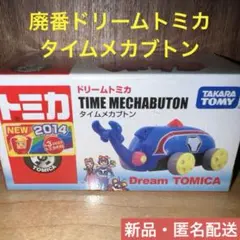 廃番ドリームトミカ
タイムメカブトン
ドリームトミカ
トミカ
TIME MECHABUTON
タイムメカブトン
TAKARA TOMY
NEW
2014
TOMICA
Dream TOMICA
新品・匿名配送